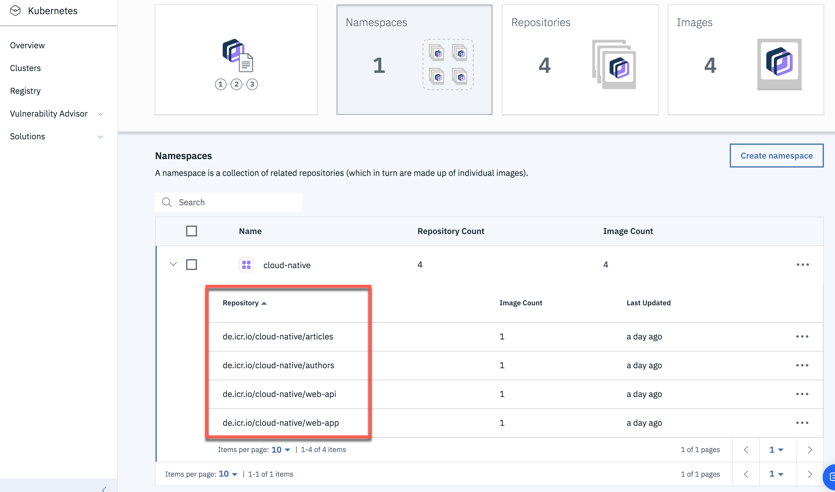 Kubernetes
Overview
Clusters
Registry
Vulnerability Advisor
Solutions
1 2 3
Namespaces
1
Repositories
4
Images
4
Namespaces
A namespace is a collection of related repositories (which in turn are made up of individual images).
Create namespace
Search
Name Repository Count Image Count
cloud-native 4 4
Repository Image Count Last Updated
de.icr.io/cloud-native/articles 1 a day ago
de.icr.io/cloud-native/authors 1 a day ago
de.icr.io/cloud-native/web-api 1 a day ago
de.icr.io/cloud-native/web-app 1 a day ago
Items per page: 10 | 1-4 of 4 items 1 of 1 pages 1
Items per page: 10 | 1-1 of 1 items 1 of 1 pages 1